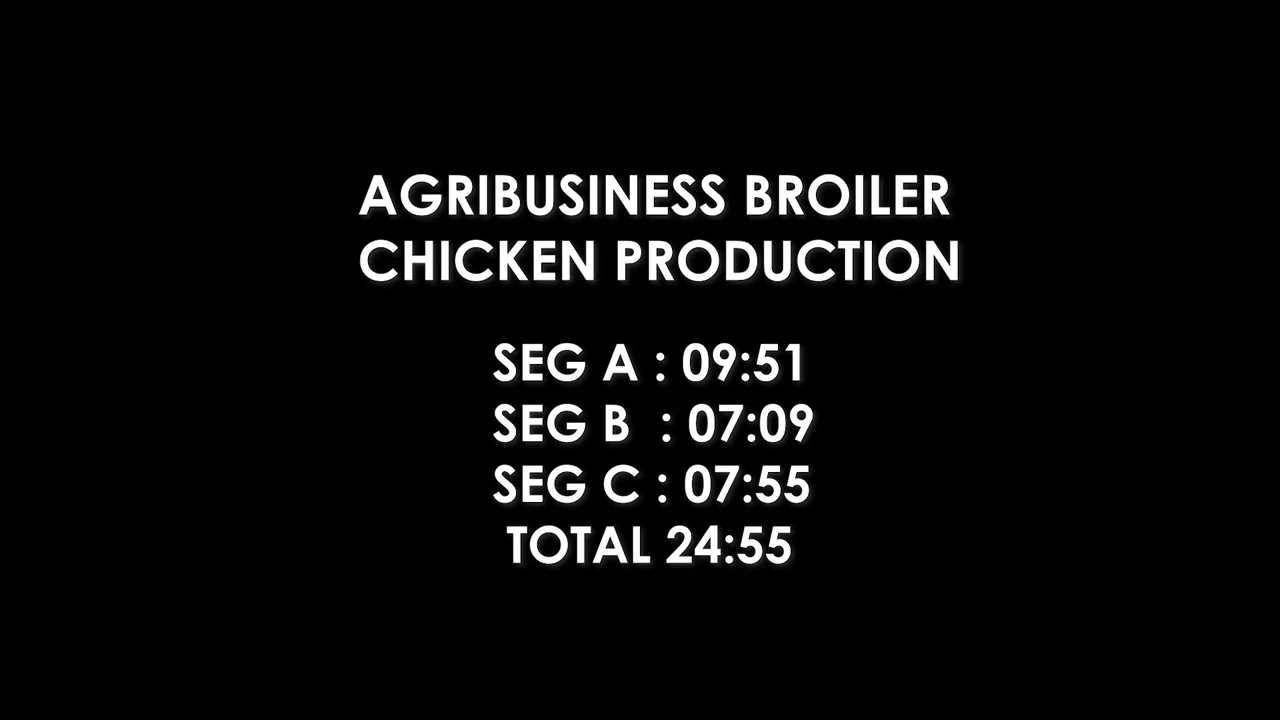 AGRIBUSINESS BROILER
CHICKEN PRODUCTION
SEG A : 09:51
SEG B : 07:09
SEG C : 07:55
TOTAL 24:55